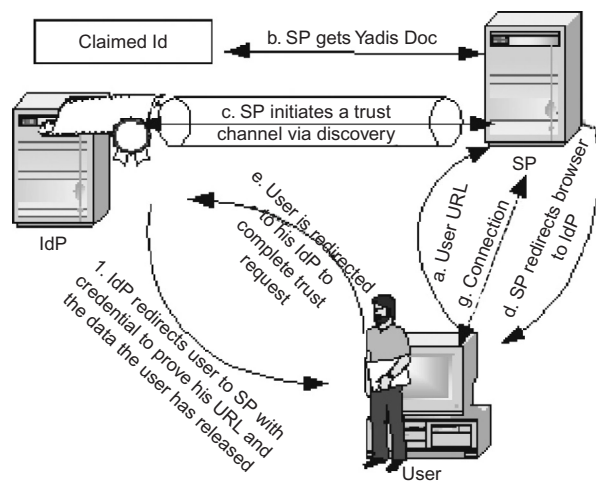 Claimed Id
b. SP gets Yadis Doc
c. SP initiates a trust
channel via discovery
SP
IdP
a. User URL
g. Connection
d. SP redirects browser
to IdP
e. User is redirected
to his IdP to
complete trust
request
1. IdP redirects user to SP with
credential to prove his URL and
the data the user has released
User